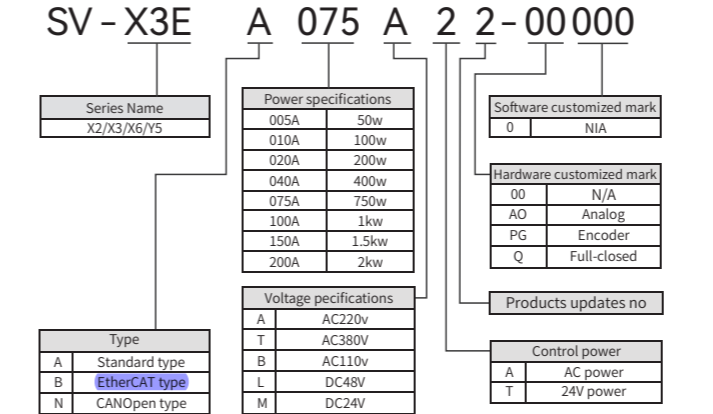 SV-X3E A 075 A 2 2-00 000
Series Name
X2/X3/X6/Y5
Power specifications
005A 50w
010A 100w
020A 200w
040A 400w
075A 750w
100A 1kw
150A 1.5kw
200A 2kw
Software customized mark
0 NIA
Hardware customized mark
00 N/A
AO Analog
PG Encoder
Q Full-closed
Products updates no
Voltage pecifications
A AC220v
T AC380V
B AC110v
L DC48V
M DC24V
Type
A Standard type
B EtherCAT type
N CANOpen type
Control power
A AC power
T 24V power